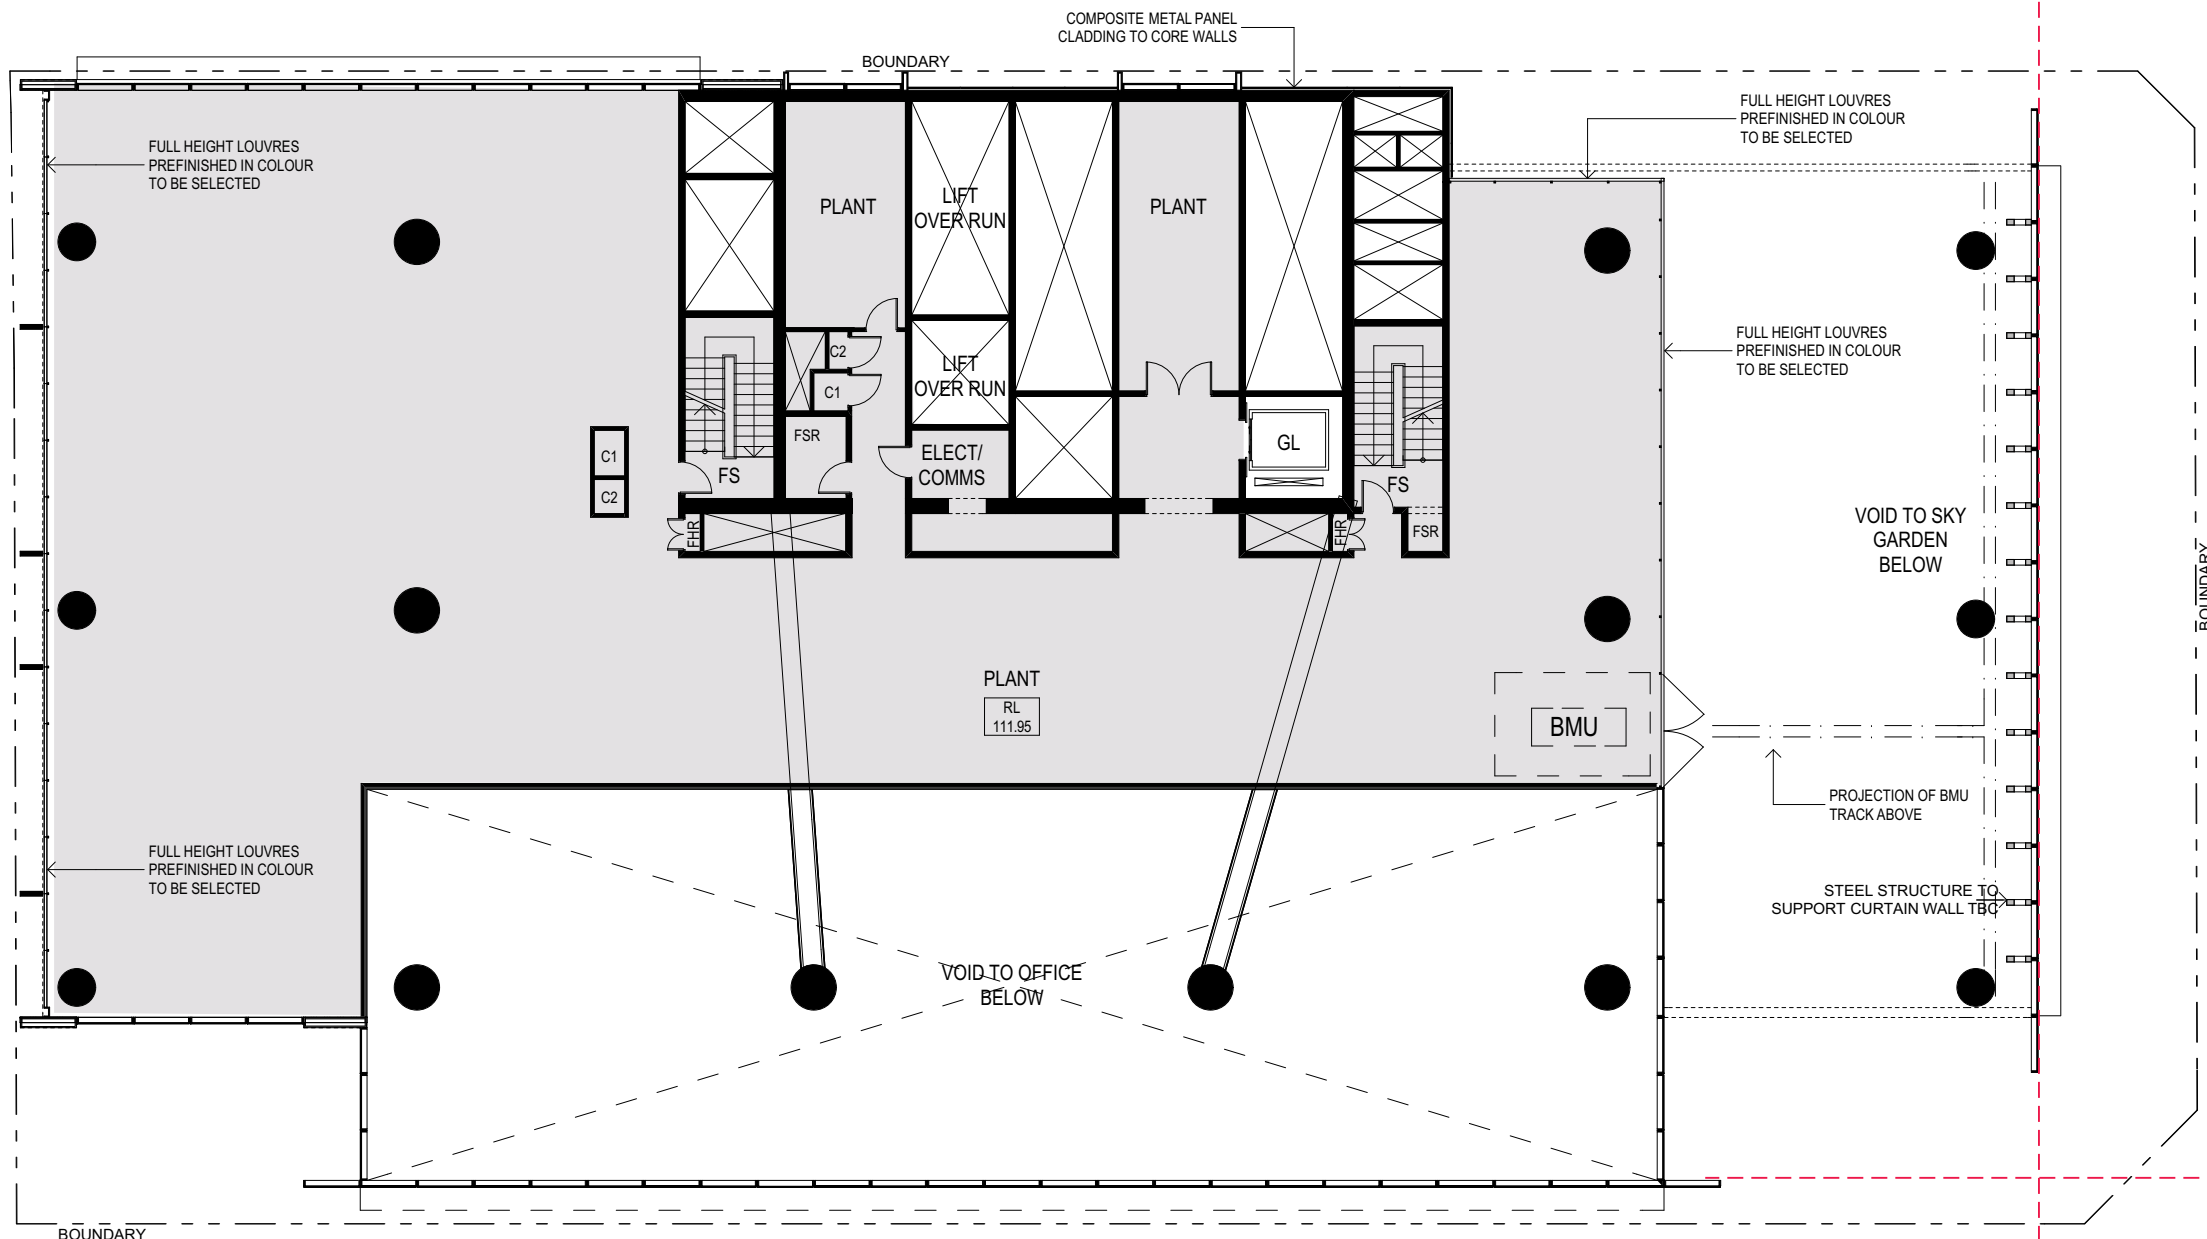 COMPOSITE METAL PANEL
CLADDING TO CORE WALLS
BOUNDARY
FULL HEIGHT LOUVRES
PREFINISHED IN COLOUR
TO BE SELECTED
FULL HEIGHT LOUVRES
PREFINISHED IN COLOUR
TO BE SELECTED
PLANT
LIFT
OVER RUN
PLANT
FULL HEIGHT LOUVRES
PREFINISHED IN COLOUR
TO BE SELECTED
C2
LIFT
OVER RUN
C1
FSR
ELECT/
COMMS
GL
C1
C2
FS
FS
FHR
FHR
FSR
VOID TO SKY
GARDEN
BELOW
BOUNDARY
PLANT
RL
111.95
BMU
PROJECTION OF BMU
TRACK ABOVE
FULL HEIGHT LOUVRES
PREFINISHED IN COLOUR
TO BE SELECTED
STEEL STRUCTURE TO
SUPPORT CURTAIN WALL TBC
VOID TO OFFICE
BELOW
BOUNDARY